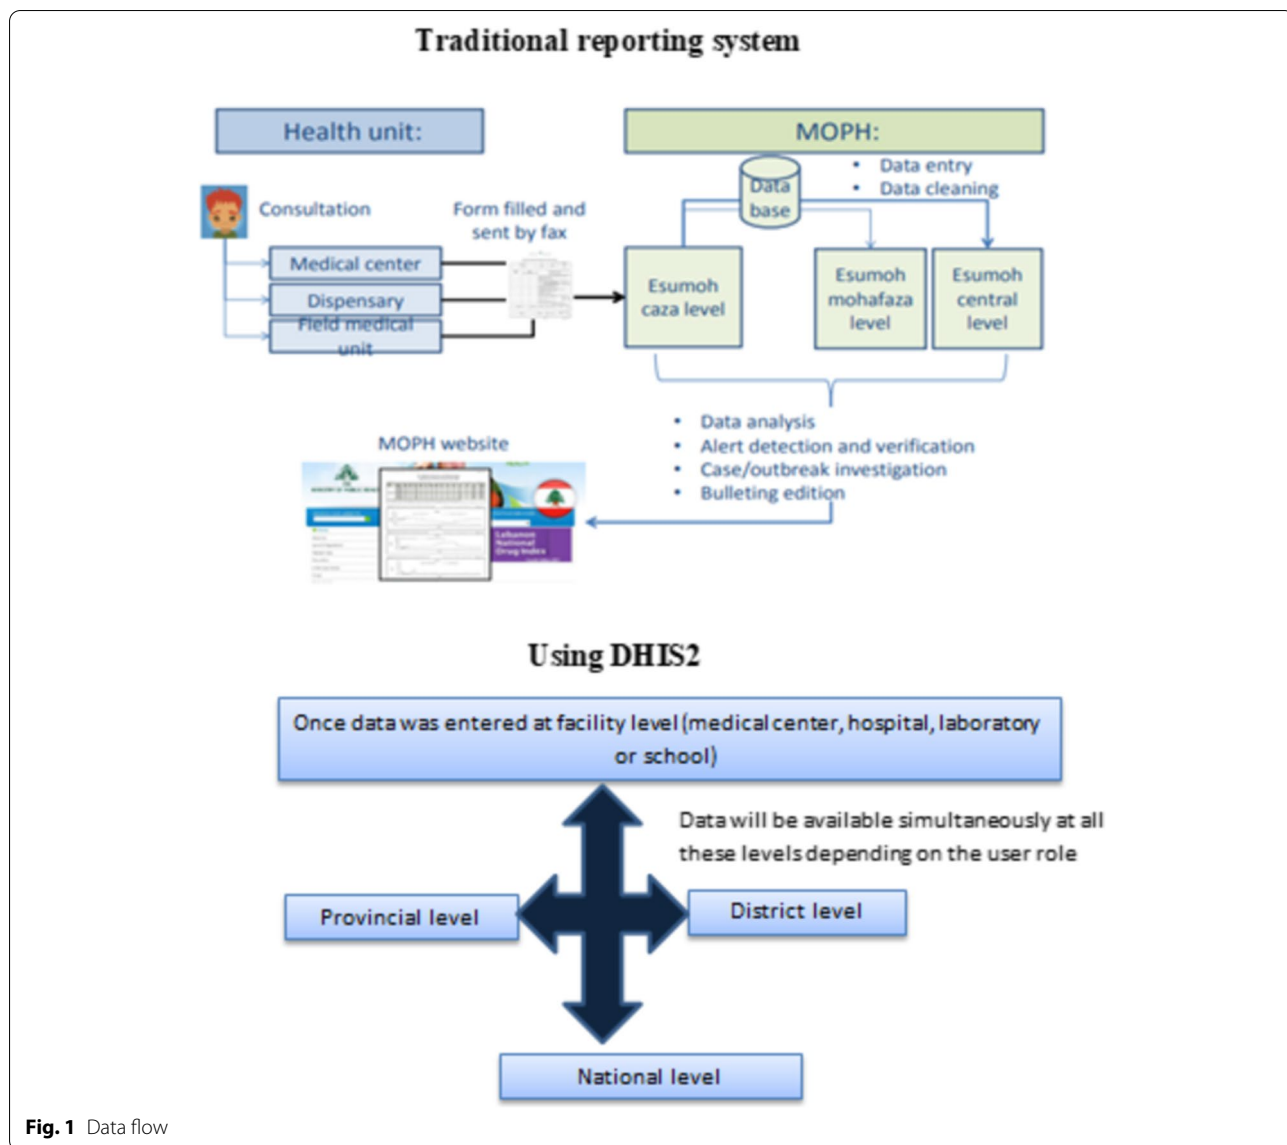 Traditional reporting system
Health unit:
MOPH:
• Data entry
• Data cleaning
Data
base
Consultation
Form filled and
sent by fax
Medical center
Dispensary
Field medical
unit
Esumoh
caza level
Esumoh
mohafaza
level
Esumoh
central
level
• Data analysis
• Alert detection and verification
• Case/outbreak investigation
• Bulleting edition
MOPH website
Lebanon
National
Drug Index
Using DHIS2
Once data was entered at facility level (medical center, hospital, laboratory
or school)
Data will be available simultaneously at all
these levels depending on the user role
Provincial level
District level
National level
Fig. 1 Data flow